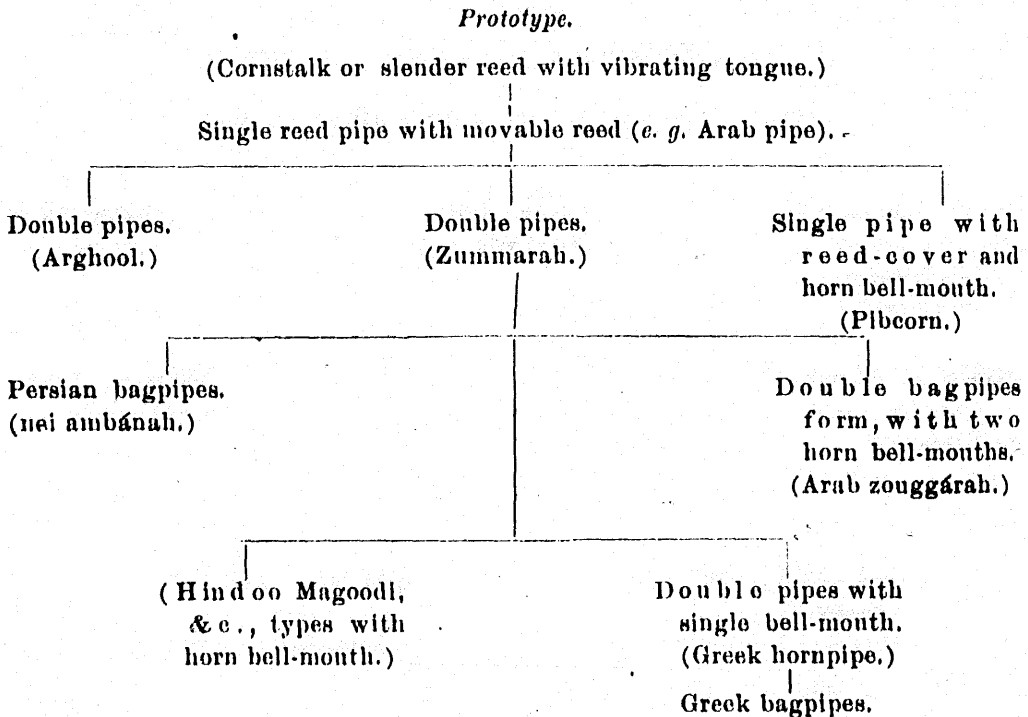 Prototype.
(Cornstalk or slender reed with vibrating tongue.)
Single reed pipe with movable reed (e. g. Arab pipe).
Double pipes.
(Arghool.)
Double pipes.
(Zummarah.)
Single pipe with
reed-cover and
horn bell-mouth.
(Pibcorn.)
Persian bagpipes.
(nei ambánah.)
Double bagpipes
form, with two
horn bell-mouths.
(Arab zouggárah.)
(Hindoo Magoodi,
&c., types with
horn bell-mouth.)
Double pipes with
single bell-mouth.
(Greek hornpipe.)
Greek bagpipes.